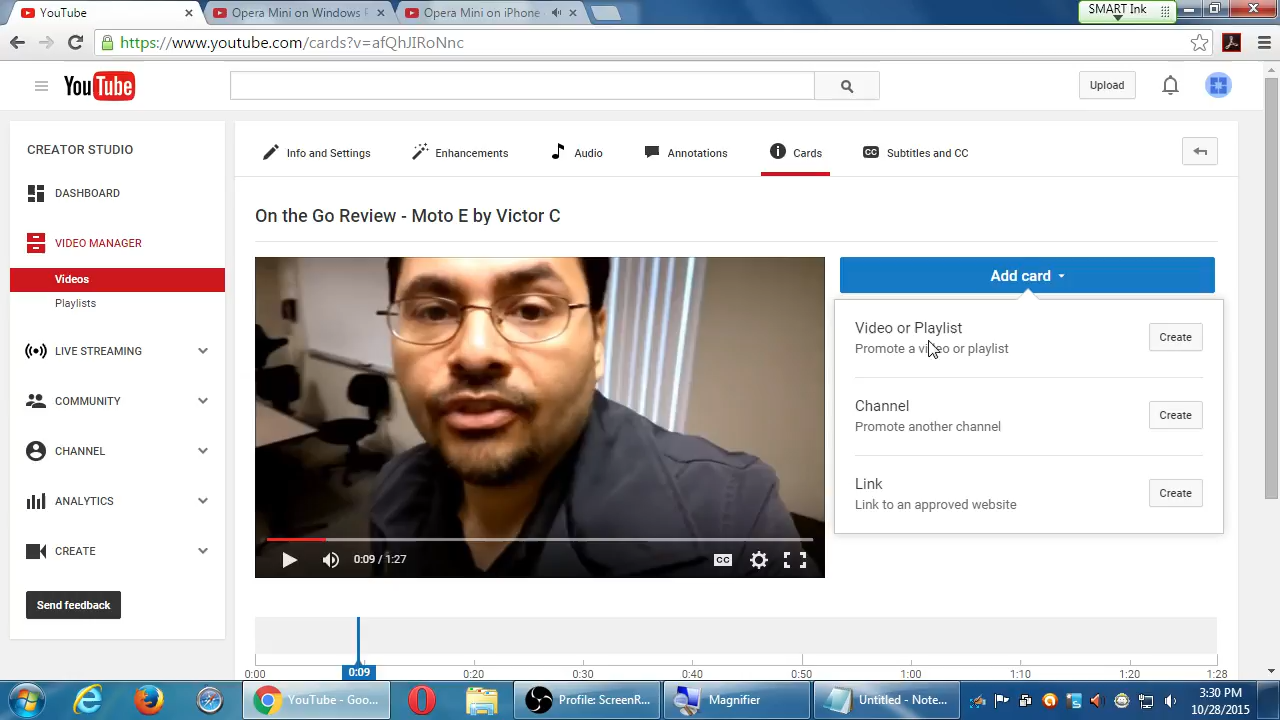 YouTube
Opera Mini on Windows P
Opera Mini on iPhone
SMART Ink
https://www.youtube.com/cards?v=afQhJIRoNnc
YouTube
Upload
CREATOR STUDIO
DASHBOARD
VIDEO MANAGER
Videos
Playlists
LIVE STREAMING
COMMUNITY
CHANNEL
ANALYTICS
CREATE
Send feedback
Info and Settings
Enhancements
Audio
Annotations
Cards
CC Subtitles and CC
On the Go Review - Moto E by Victor C
Add card
Video or Playlist
Promote a video or playlist
Create
Channel
Promote another channel
Create
Link
Link to an approved website
Create
0:09 / 1:27
CC
0:00 0:09 0:20 0:30 0:40 0:50 1:00 1:10 1:20 1:28
YouTube - Goo...
Profile: ScreenR...
Magnifier
Untitled - Note...
3:30 PM
10/28/2015